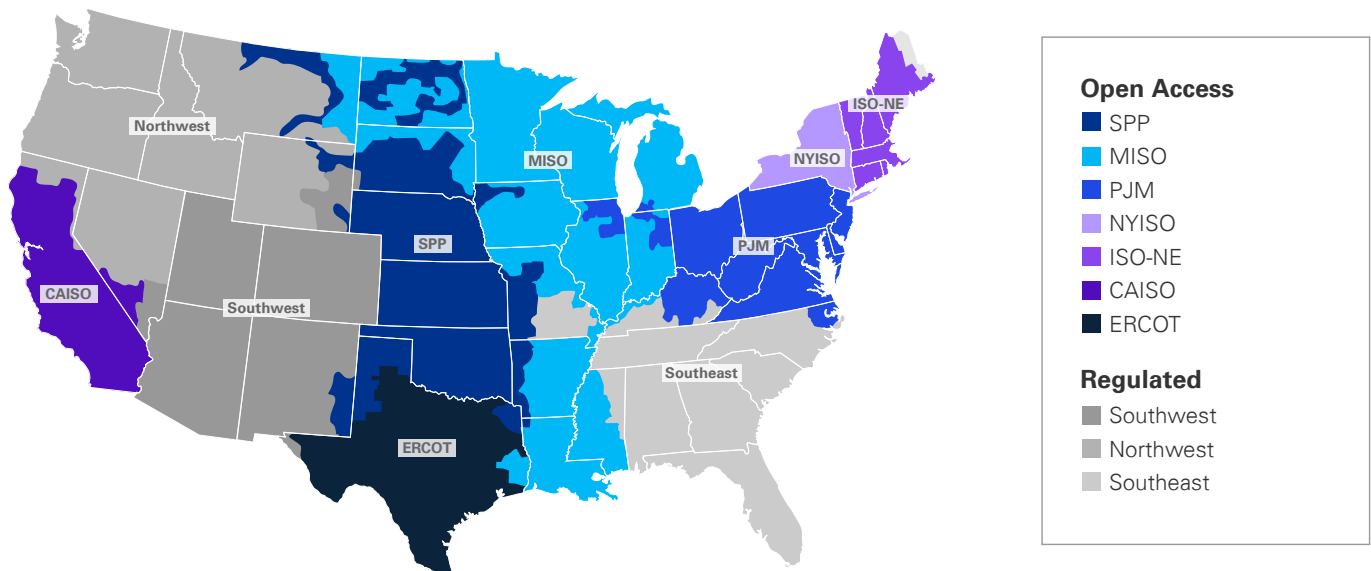 Northwest
MISO
ISO-NE
NYISO
SPP
PJM
CAISO
Southwest
Southeast
ERCOT
Open Access
SPP
MISO
PJM
NYISO
ISO-NE
CAISO
ERCOT
Regulated
Southwest
Northwest
Southeast